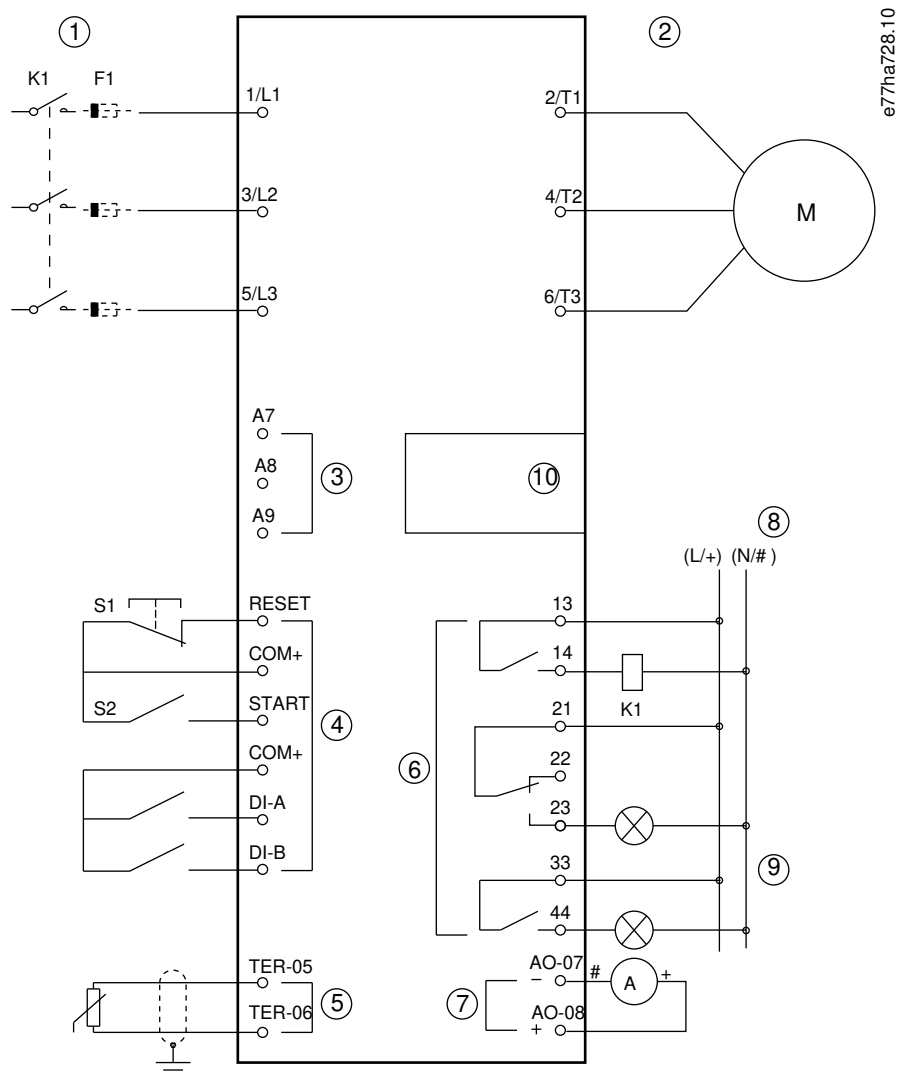 1
2
e77ha728.10
K1
F1
1/L1
2/T1
3/L2
4/T2
M
5/L3
6/T3
A7
A8
3
10
A9
8
(L/+) (N/# )
S1
RESET
13
COM+
14
S2
START
K1
21
4
COM+
22
6
DI-A
23
DI-B
33
9
44
TER-05
AO-07
#
A
+
−
5
7
TER-06
AO-08
+